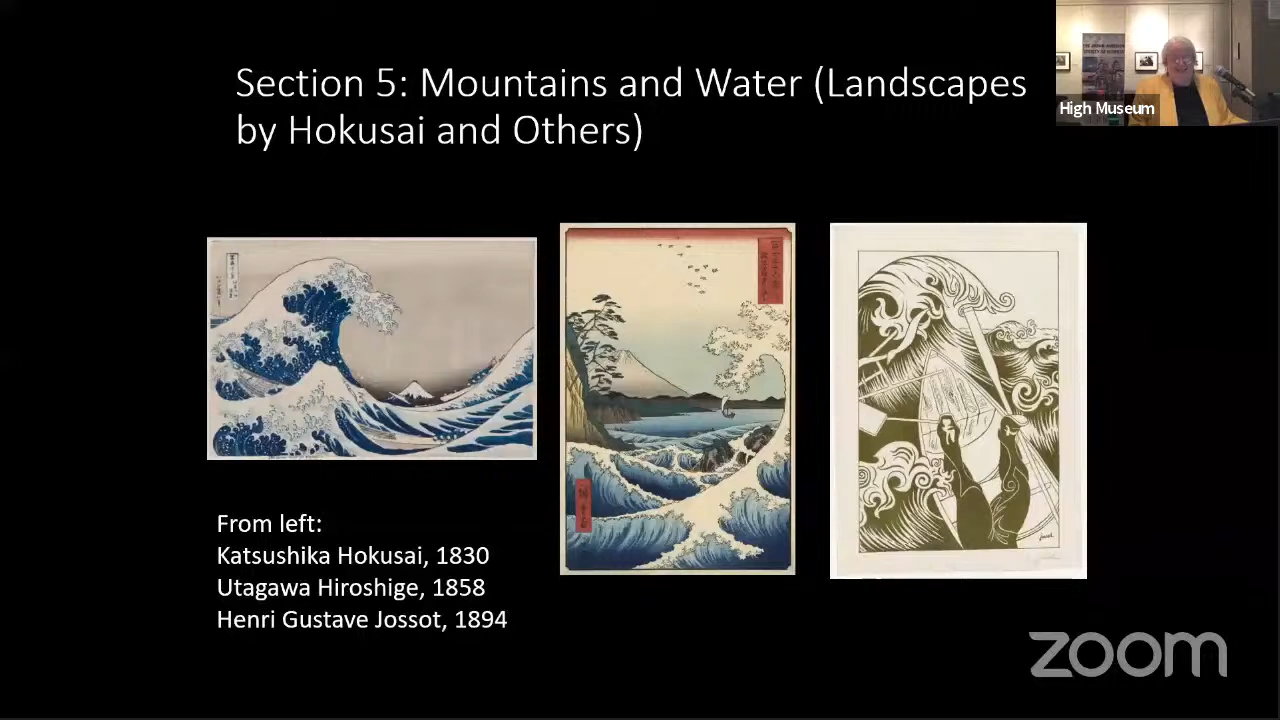 Section 5: Mountains and Water (Landscapes
by Hokusai and Others)
High Museum
From left:
Katsushika Hokusai, 1830
Utagawa Hiroshige, 1858
Henri Gustave Jossot, 1894
zoom